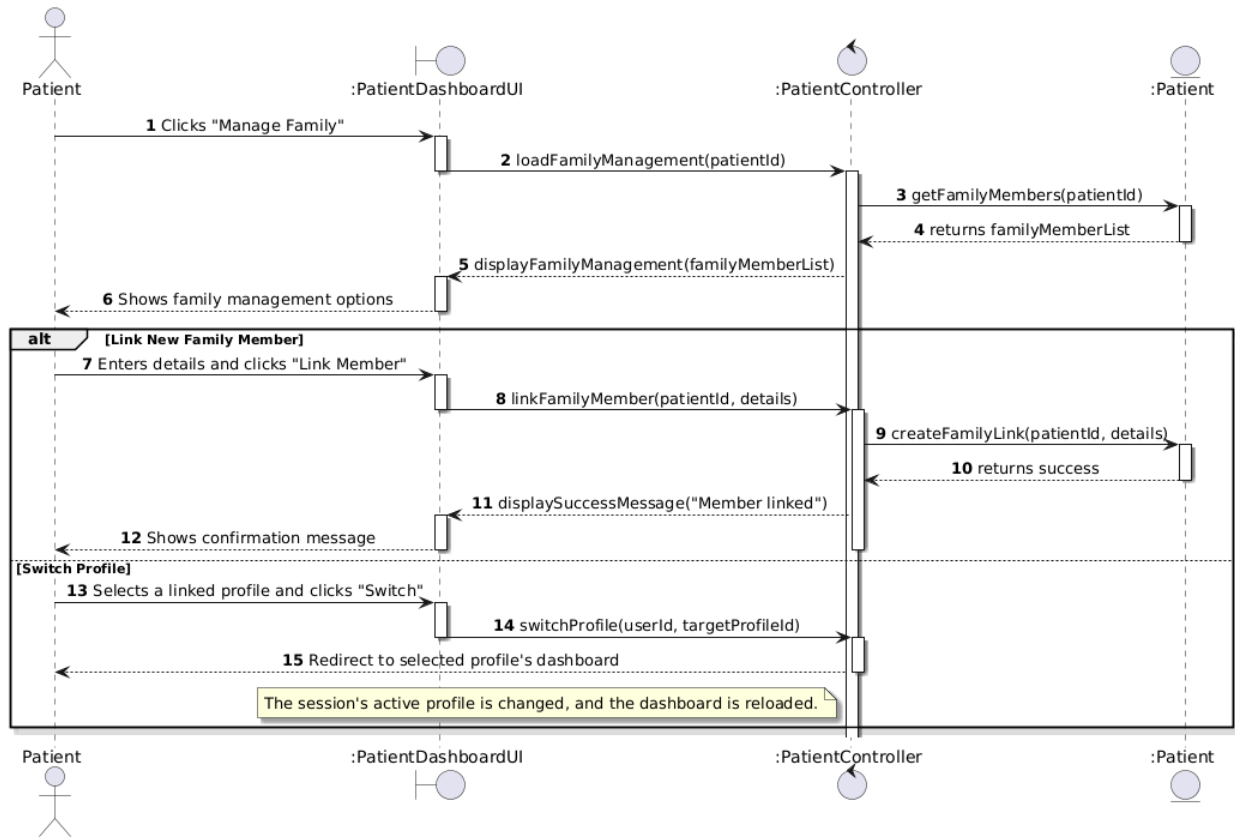 Patient
:PatientDashboardUI
:PatientController
:Patient
1 Clicks "Manage Family"
2 loadFamilyManagement(patientId)
3 getFamilyMembers(patientId)
4 returns familyMemberList
5 displayFamilyManagement(familyMemberList)
6 Shows family management options
alt [Link New Family Member]
7 Enters details and clicks "Link Member"
8 linkFamilyMember(patientId, details)
9 createFamilyLink(patientId, details)
10 returns success
11 displaySuccessMessage("Member linked")
12 Shows confirmation message
[Switch Profile]
13 Selects a linked profile and clicks "Switch"
14 switchProfile(userId, targetProfileId)
15 Redirect to selected profile's dashboard
The session's active profile is changed, and the dashboard is reloaded.
Patient
:PatientDashboardUI
:PatientController
:Patient